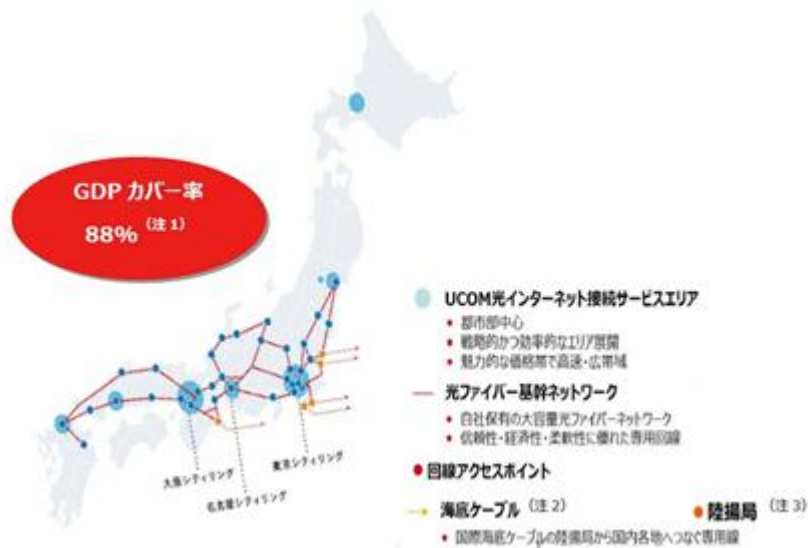 GDP カバー率
88% (注 1)
大阪シティリング
名古屋シティリング
東京シティリング
UCOM光インターネット接続サービスエリア
• 都市部中心
• 戦略的かつ効率的なエリア展開
• 魅力的な価格帯で高速・広帯域
光ファイバー基幹ネットワーク
• 自社保有の大容量光ファイバーネットワーク
• 信頼性・経済性・柔軟性に優れた専用回線
回線アクセスポイント
海底ケーブル (注 2)
陸揚局 (注 3)
• 国際海底ケーブルの陸揚局から国内各地へつなぐ専用線